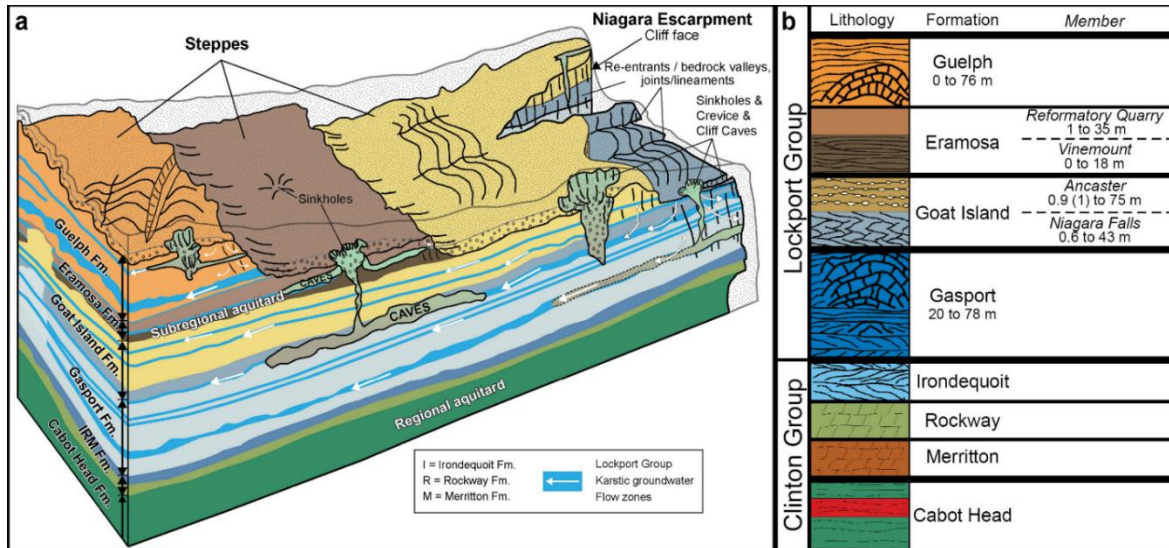 a
Steppes
Niagara Escarpment
Cliff face
Re-entrants / bedrock valleys,
joints/lineaments
Sinkholes &
Crevice &
Cliff Caves
Sinkholes
CAVES
CAVES
Subregional aquitard
Regional aquitard
Guelph Fm.
Eramosa Fm.
Goat Island Fm.
Gasport Fm.
IRM Fm.
Cabot Head Fm.
I = Irondequoit Fm.
R = Rockway Fm.
M = Merritton Fm.
Lockport Group
Karstic groundwater
Flow zones
b
Lithology Formation Member
Lockport Group
Guelph
0 to 76 m
Eramosa
Reformatory Quarry
1 to 35 m
Vinemount
0 to 18 m
Goat Island
Ancaster
0.9 (1) to 75 m
Niagara Falls
0.6 to 43 m
Gasport
20 to 78 m
Clinton Group
Irondequoit
Rockway
Merritton
Cabot Head